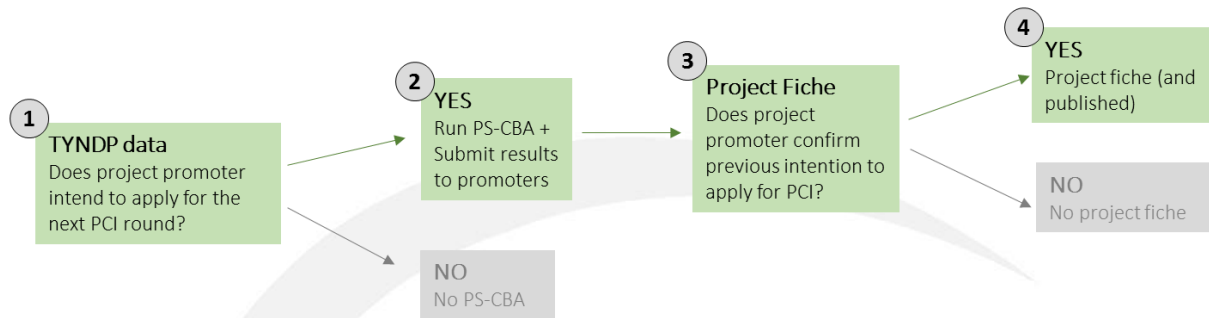 1
TYNDP data
Does project promoter
intend to apply for the
next PCI round?
2
YES
Run PS-CBA +
Submit results
to promoters
NO
No PS-CBA
3
Project Fiche
Does project
promoter confirm
previous intention to
apply for PCI?
4
YES
Project fiche (and
published)
NO
No project fiche